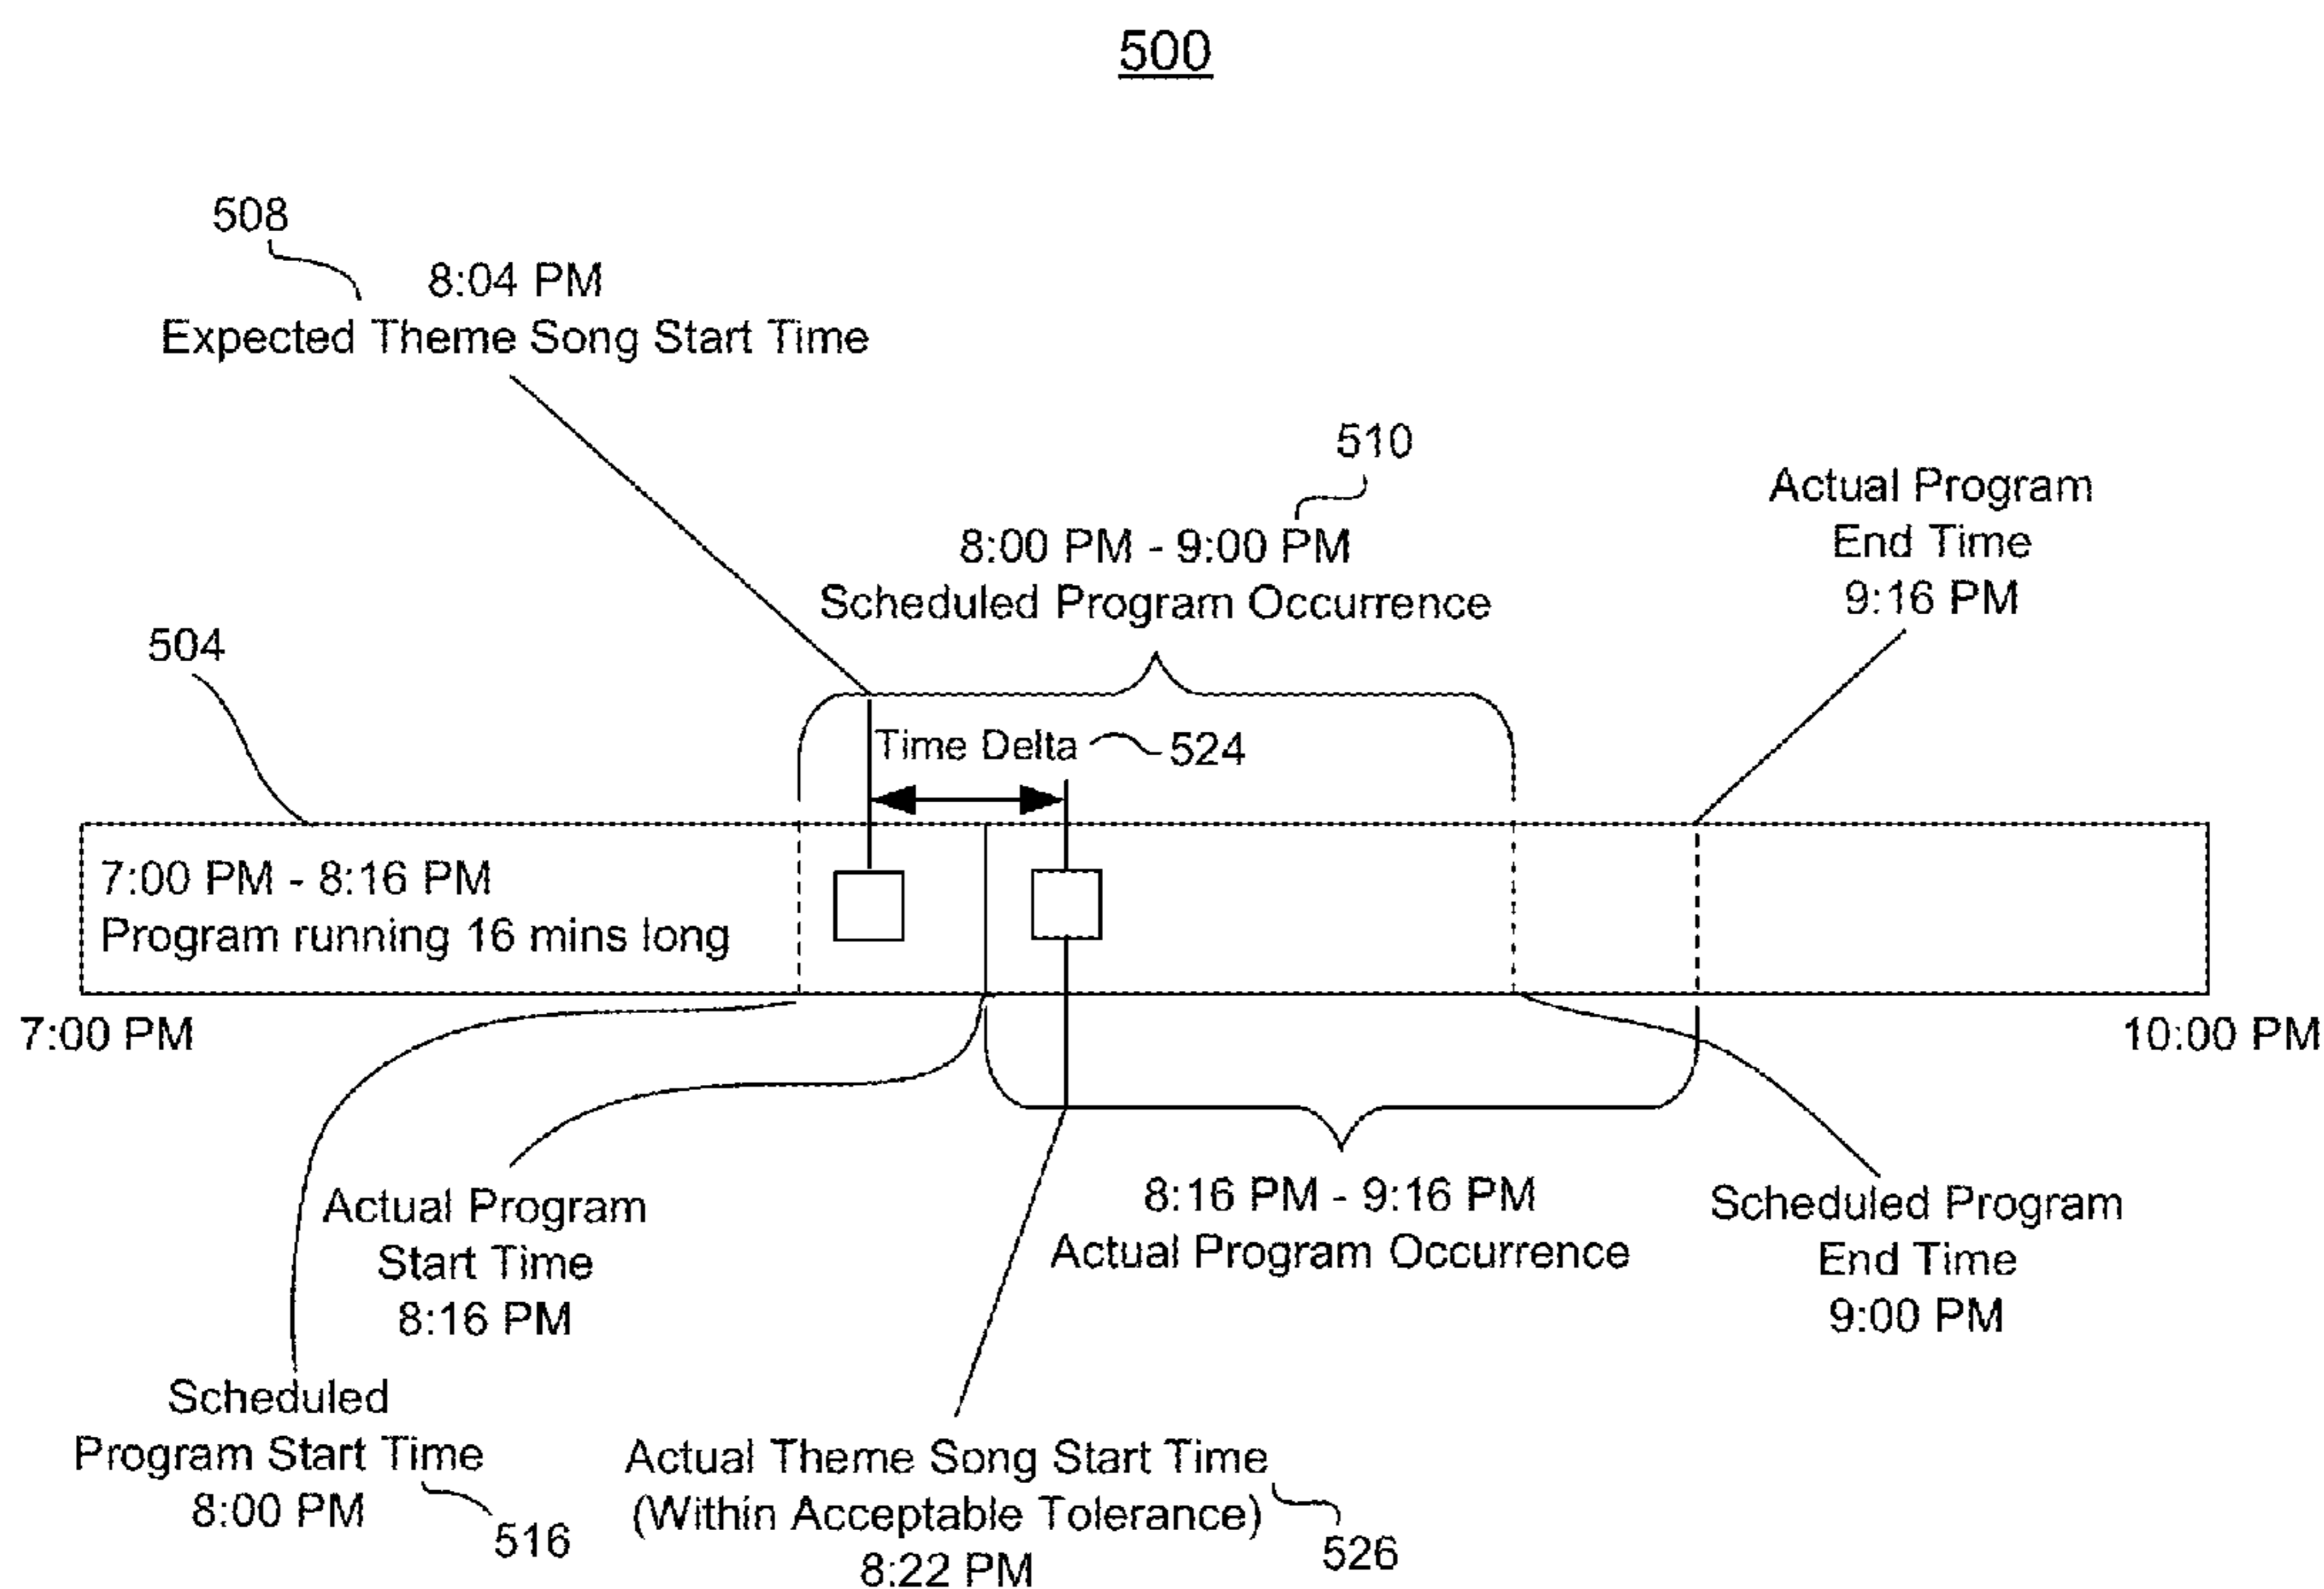 500
508
8:04 PM
Expected Theme Song Start Time
510
8:00 PM - 9:00 PM
Scheduled Program Occurrence
Actual Program
End Time
9:16 PM
504
Time Delta
524
7:00 PM - 8:16 PM
Program running 16 mins long
7:00 PM
10:00 PM
Actual Program
Start Time
8:16 PM
8:16 PM - 9:16 PM
Actual Program Occurrence
Scheduled Program
End Time
9:00 PM
Scheduled
Program Start Time
8:00 PM
516
Actual Theme Song Start Time
(Within Acceptable Tolerance)
8:22 PM
526